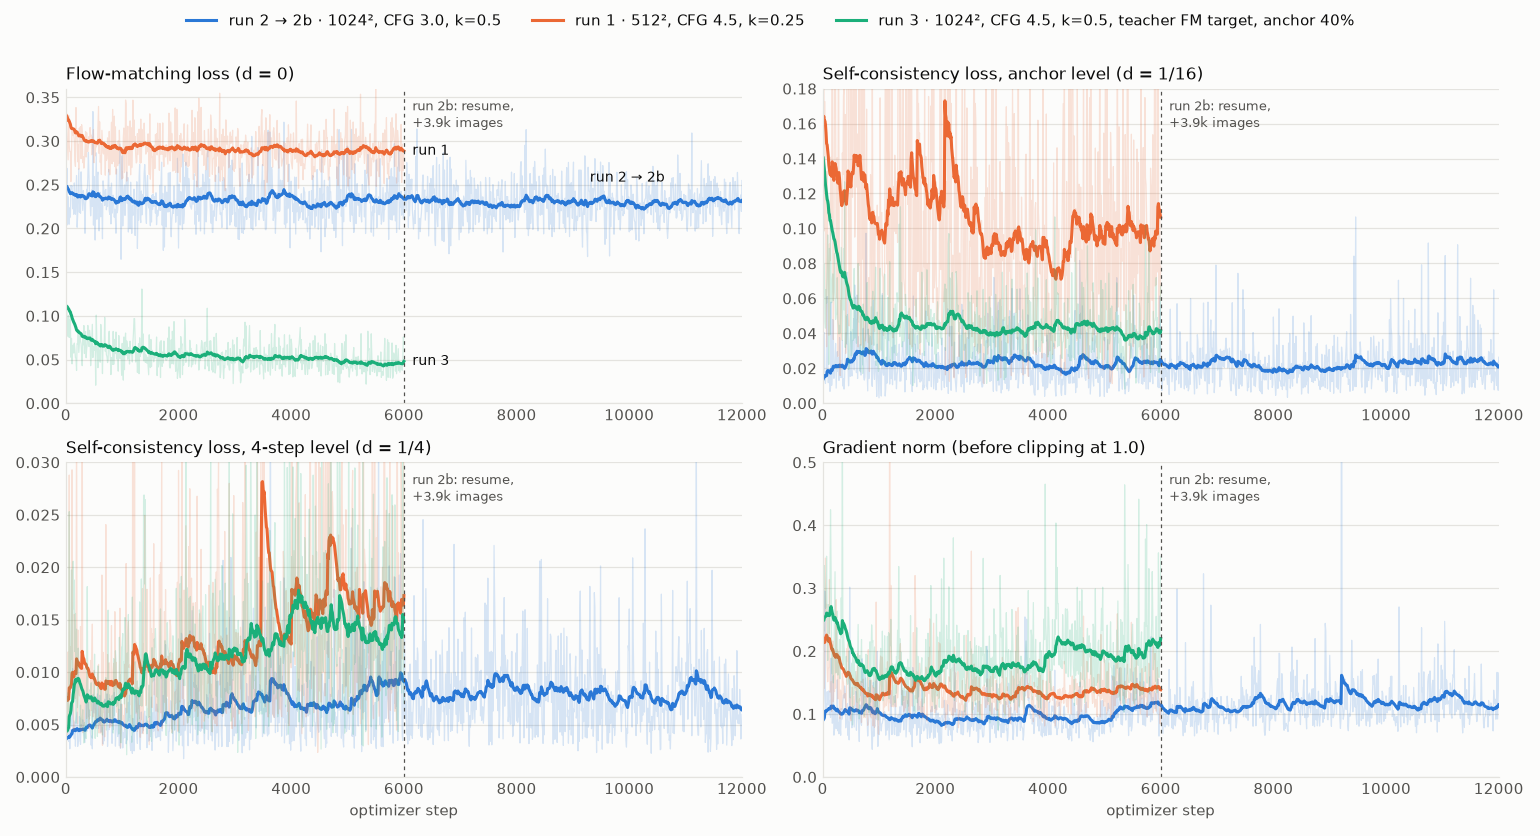 run 2 → 2b · 1024², CFG 3.0, k=0.5
run 1 · 512², CFG 4.5, k=0.25
run 3 · 1024², CFG 4.5, k=0.5, teacher FM target, anchor 40%
Flow-matching loss (d = 0)
0.35
0.30
0.25
0.20
0.15
0.10
0.05
0.00
run 2b: resume,
+3.9k images
run 1
run 2 → 2b
run 3
0
2000
4000
6000
8000
10000
12000
Self-consistency loss, anchor level (d = 1/16)
0.18
0.16
0.14
0.12
0.10
0.08
0.06
0.04
0.02
0.00
run 2b: resume,
+3.9k images
0
2000
4000
6000
8000
10000
12000
Self-consistency loss, 4-step level (d = 1/4)
0.030
0.025
0.020
0.015
0.010
0.005
0.000
run 2b: resume,
+3.9k images
0
2000
4000
6000
8000
10000
12000
optimizer step
Gradient norm (before clipping at 1.0)
0.5
0.4
0.3
0.2
0.1
0.0
run 2b: resume,
+3.9k images
0
2000
4000
6000
8000
10000
12000
optimizer step